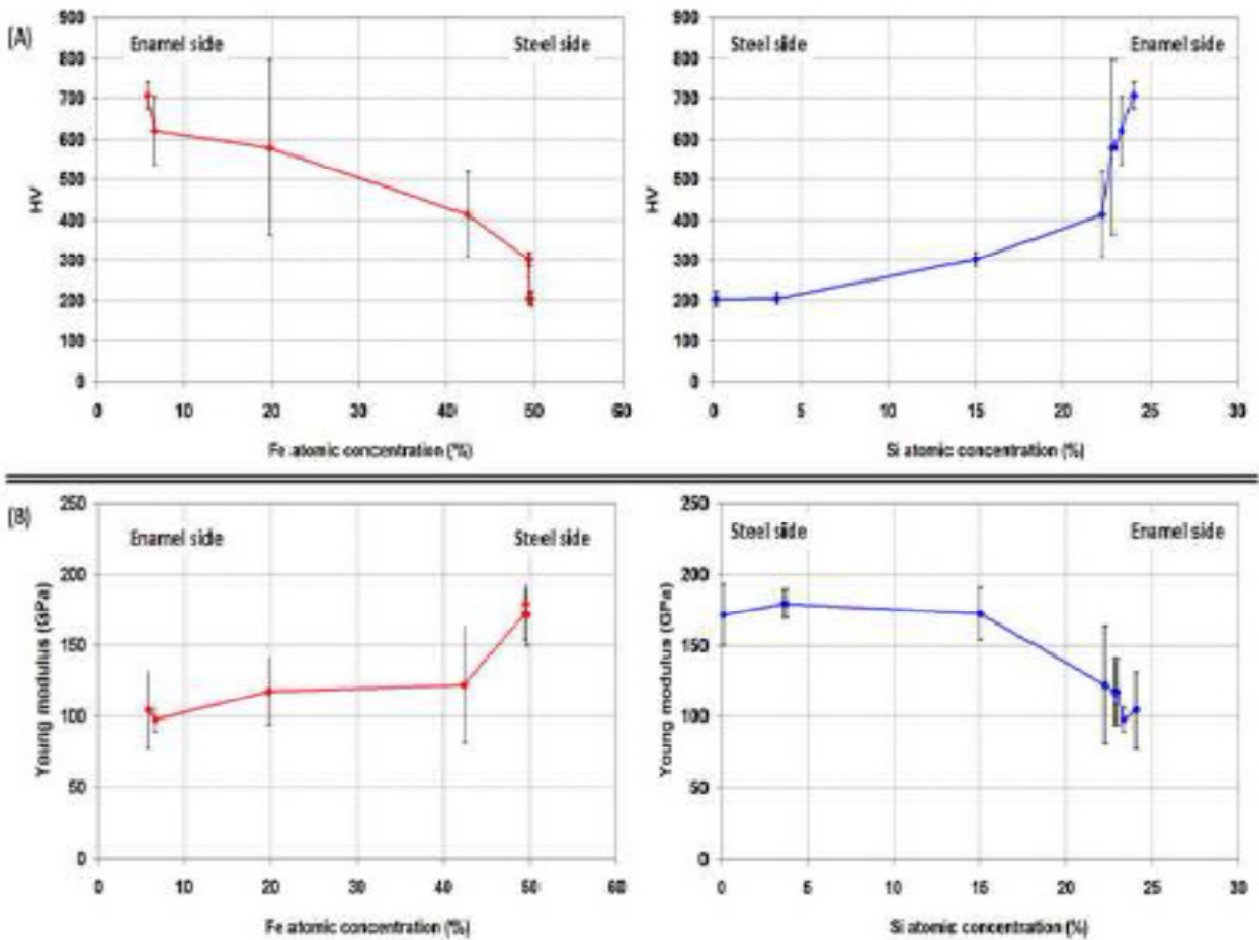 (A)
900
800
700
600
500
400
300
200
100
0
HV
Enamel side
Steel side
0 10 20 30 40 50 60
Fe atomic concentration (%)
900
800
700
600
500
400
300
200
100
0
HV
Steel side
Enamel side
0 5 10 15 20 25 30
Si atomic concentration (%)
(B)
250
200
150
100
50
0
Young modulus (GPa)
Enamel side
Steel side
0 10 20 30 40 50 60
Fe atomic concentration (%)
250
200
150
100
50
0
Young modulus (GPa)
Steel side
Enamel side
0 5 10 15 20 25 30
Si atomic concentration (%)